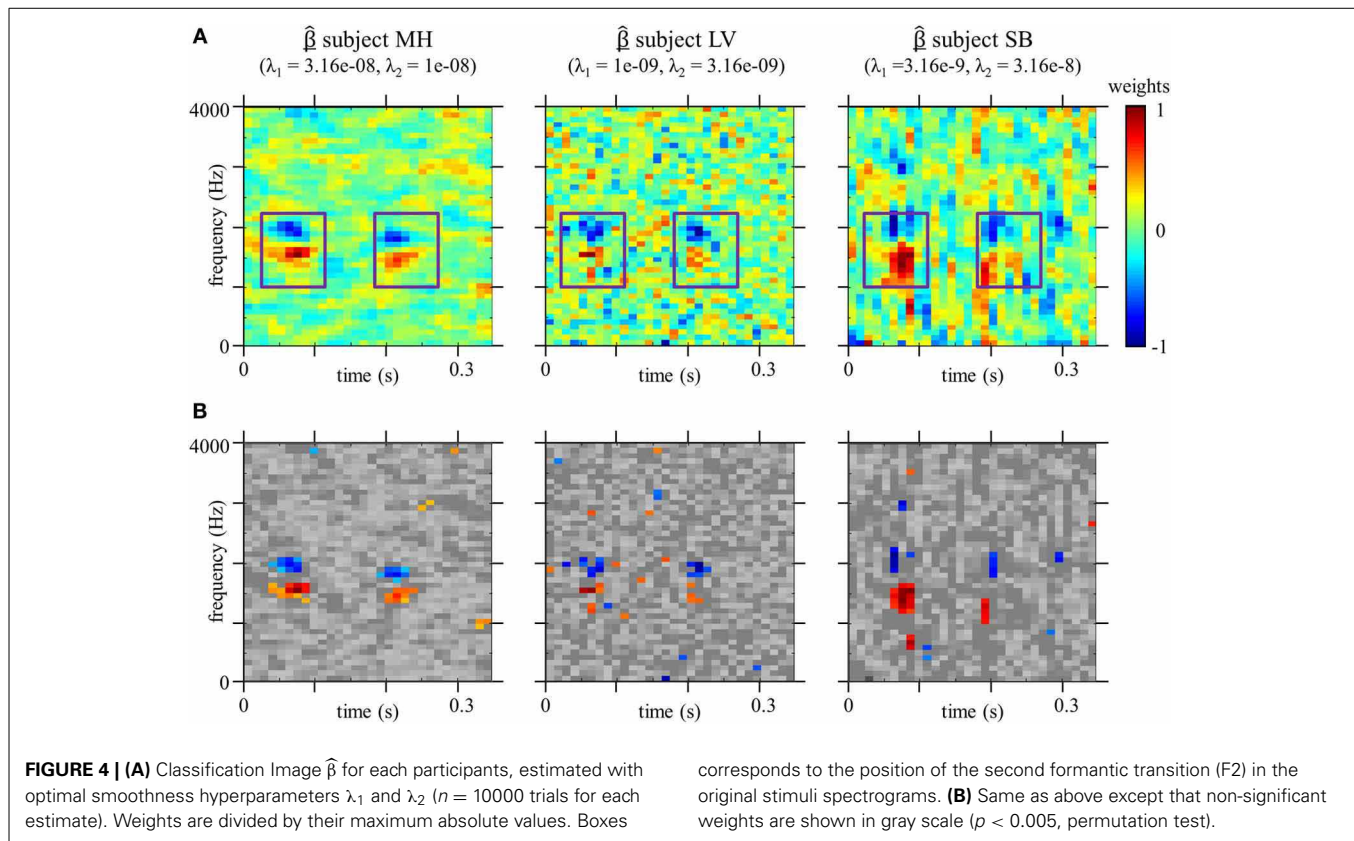 A
β̂ subject MH
(λ₁ = 3.16e-08, λ₂ = 1e-08)
β̂ subject LV
(λ₁ = 1e-09, λ₂ = 3.16e-09)
β̂ subject SB
(λ₁ =3.16e-9, λ₂ = 3.16e-8)
weights
1
0
-1
4000
frequency (Hz)
0
0
0.3
time (s)
0
0.3
time (s)
0
0.3
time (s)
B
4000
frequency (Hz)
0
0
0.3
time (s)
0
0.3
time (s)
0
0.3
time (s)
FIGURE 4 | (A) Classification Image β̂ for each participants, estimated with
optimal smoothness hyperparameters λ₁ and λ₂ (n = 10000 trials for each
estimate). Weights are divided by their maximum absolute values. Boxes
corresponds to the position of the second formantic transition (F2) in the
original stimuli spectrograms. (B) Same as above except that non-significant
weights are shown in gray scale (p < 0.005, permutation test).